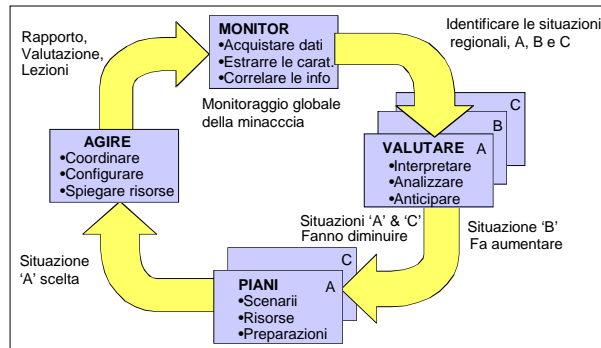 MONITOR
•Acquistare dati
•Estrarre le carat.
•Correlare le info
Monitoraggio globale
della minacccia
Identificare le situazioni
regionali, A, B e C
C
B
VALUTARE A
•Interpretare
•Analizzare
•Anticipare
Situazioni 'A' & 'C'
Fanno diminuire
Situazione 'B'
Fa aumentare
C
PIANI A
•Scenarii
•Risorse
•Preparazioni
Situazione
'A' scelta
AGIRE
•Coordinare
•Configurare
•Spiegare risorse
Rapporto,
Valutazione,
Lezioni